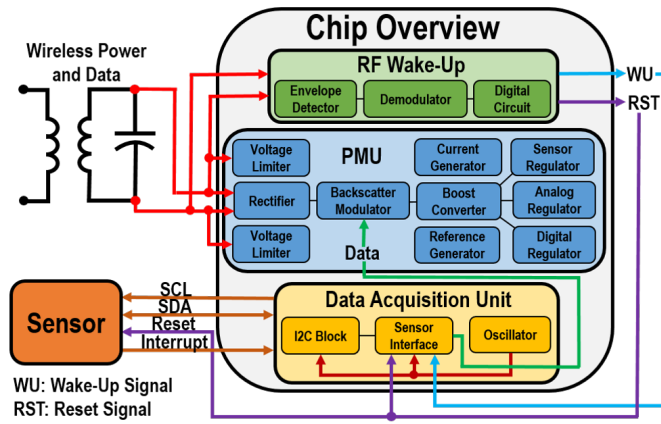 Chip Overview
Wireless Power
and Data
RF Wake-Up
Envelope
Detector
Demodulator
Digital
Circuit
WU
RST
PMU
Voltage
Limiter
Current
Generator
Sensor
Regulator
Rectifier
Backscatter
Modulator
Boost
Converter
Analog
Regulator
Voltage
Limiter
Data
Reference
Generator
Digital
Regulator
Sensor
SCL
SDA
Reset
Interrupt
Data Acquisition Unit
I2C Block
Sensor
Interface
Oscillator
WU: Wake-Up Signal
RST: Reset Signal